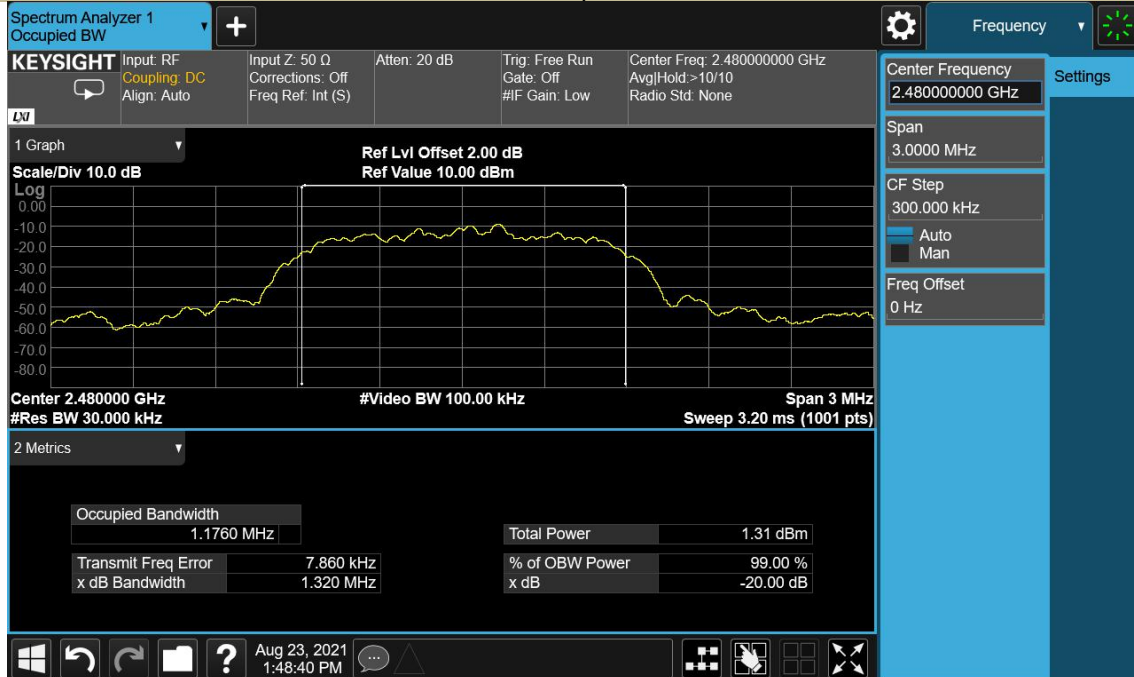 Spectrum Analyzer 1
Occupied BW
+
Frequency
KEYSIGHT
Input: RF
Coupling: DC
Align: Auto
Input Z: 50 Ω
Corrections: Off
Freq Ref: Int (S)
Atten: 20 dB
Trig: Free Run
Gate: Off
#IF Gain: Low
Center Freq: 2.480000000 GHz
Avg|Hold:>10/10
Radio Std: None
LXI
Center Frequency
2.480000000 GHz
Settings
Span
3.0000 MHz
CF Step
300.000 kHz
Auto
Man
Freq Offset
0 Hz
1 Graph
Scale/Div 10.0 dB
Ref Lvl Offset 2.00 dB
Ref Value 10.00 dBm
Log
0.00
-10.0
-20.0
-30.0
-40.0
-50.0
-60.0
-70.0
-80.0
Center 2.480000 GHz
#Video BW 100.00 kHz
Span 3 MHz
#Res BW 30.000 kHz
Sweep 3.20 ms (1001 pts)
2 Metrics
Occupied Bandwidth
1.1760 MHz
Total Power 1.31 dBm
Transmit Freq Error 7.860 kHz
% of OBW Power 99.00 %
x dB Bandwidth 1.320 MHz
x dB -20.00 dB
?
Aug 23, 2021
1:48:40 PM